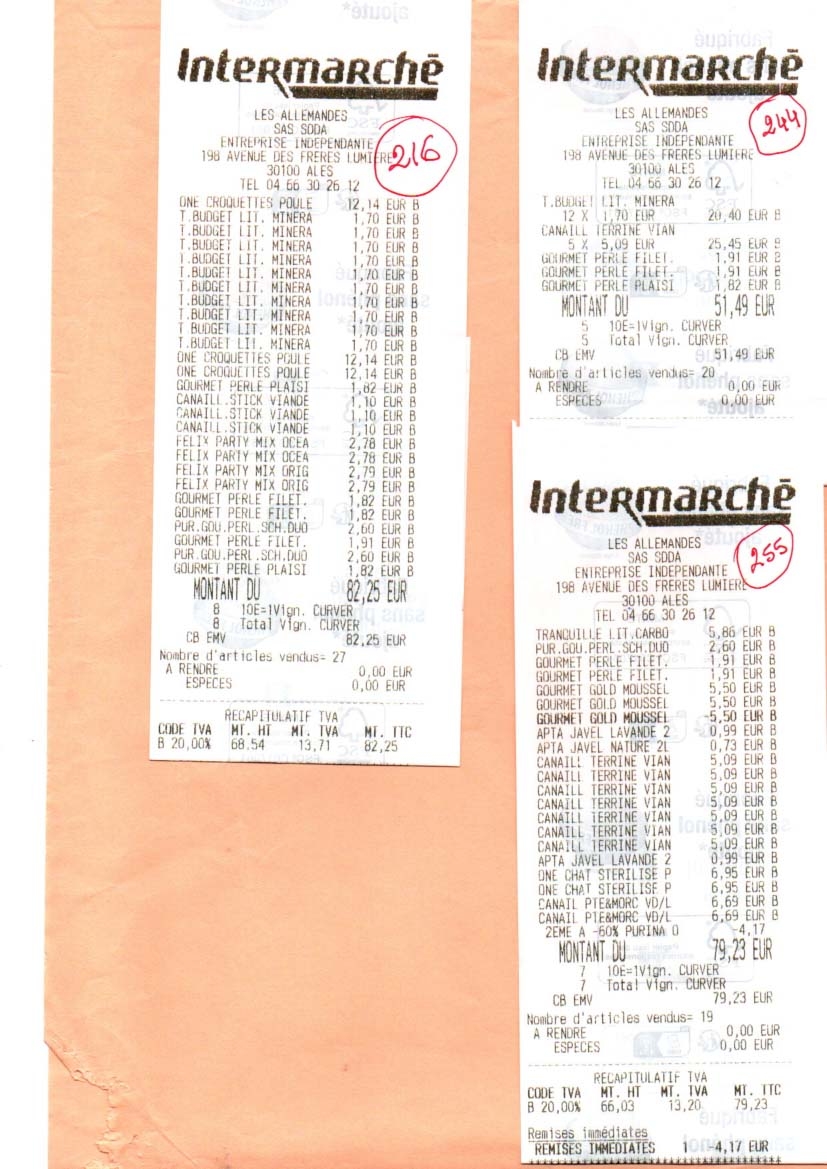 Intermarchē
LES ALLEMANDES
SAS SODA
ENTREPRISE INDEPENDANTE
198 AVENUE DES FRERES LUMIERE
216
30100 ALES
TEL 04 66 30 26 12
ONE CROQUETTES POULE 12,14 EUR B
T.BUDGET LIT. MINERA 1,70 EUR B
T.BUDGET LIT. MINERA 1,70 EUR B
T.BUDGET LIT. MINERA 1,70 EUR B
T.BUDGET LIT. MINERA 1,70 EUR B
T.BUDGET LIT. MINERA 1,70 EUR B
T.BUDGET LIT. MINERA 1,70 EUR B
T.BUDGET LIT. MINERA 1,70 EUR B
T.BUDGET LIT. MINERA 1,70 EUR B
T.BUDGET LIT. MINERA 1,70 EUR B
T.BUDGET LIT. MINERA 1,70 EUR B
ONE CROQUETTES POULE 12,14 EUR B
ONE CROQUETTES POULE 12,14 EUR B
GOURMET PERLE PLAISI 1,82 EUR B
CANAILL.STICK VIANDE 1,10 EUR B
CANAILL.STICK VIANDE 1,10 EUR B
CANAILL.STICK VIANDE 1,10 EUR B
FELIX PARTY MIX OCEA 2,78 EUR B
FELIX PARTY MIX OCEA 2,78 EUR B
FELIX PARTY MIX ORIG 2,79 EUR B
FELIX PARTY MIX ORIG 2,79 EUR B
GOURMET PERLE FILET. 1,82 EUR B
GOURMET PERLE FILET. 1,82 EUR B
PUR.GOU.PERL.SCH.DUO 2,60 EUR B
GOURMET PERLE FILET. 1,91 EUR B
PUR.GOU.PERL.SCH.DUO 2,60 EUR B
GOURMET PERLE PLAISI 1,82 EUR B
MONTANT DU 82,25 EUR
8 10E=1Vign. CURVER
8 Total Vign. CURVER
CB EMV 82,25 EUR
Nombre d'articles vendus= 27
A RENDRE 0,00 EUR
ESPECES 0,00 EUR
RECAPITULATIF TVA
CODE TVA MT. HT MT. TVA MT. TTC
B 20,00% 68.54 13,71 82,25
Intermarchē
LES ALLEMANDES
SAS SODA
244
ENTREPRISE INDEPENDANTE
198 AVENUE DES FRERES LUMIERE
30100 ALES
TEL 04 66 30 26 12
T.BUDGET LIT. MINERA
12 X 1,70 EUR 20,40 EUR B
CANAILL TERRINE VIAN
5 X 5,09 EUR 25,45 EUR B
GOURMET PERLE FILET. 1,91 EUR B
GOURMET PERLE FILET. 1,91 EUR B
GOURMET PERLE PLAISI 1,82 EUR B
MONTANT DU 51,49 EUR
5 10E=1Vign. CURVER
5 Total Vign. CURVER
CB EMV 51,49 EUR
Nombre d'articles vendus= 20
A RENDRE 0,00 EUR
ESPECES 0,00 EUR
Intermarchē
LES ALLEMANDES
SAS SODA
255
ENTREPRISE INDEPENDANTE
198 AVENUE DES FRERES LUMIERE
30100 ALES
TEL 04 66 30 26 12
TRANQUILLE LIT.CARBO 5,86 EUR B
PUR.GOU.PERL.SCH.DUO 2,60 EUR B
GOURMET PERLE FILET. 1,91 EUR B
GOURMET PERLE FILET. 1,91 EUR B
GOURMET GOLD MOUSSEL 5,50 EUR B
GOURMET GOLD MOUSSEL 5,50 EUR B
GOURMET GOLD MOUSSEL -5,50 EUR B
APTA JAVEL LAVANDE 2 0,99 EUR B
APTA JAVEL NATURE 2L 0,73 EUR B
CANAILL TERRINE VIAN 5,09 EUR B
CANAILL TERRINE VIAN 5,09 EUR B
CANAILL TERRINE VIAN 5,09 EUR B
CANAILL TERRINE VIAN 5,09 EUR B
CANAILL TERRINE VIAN 5,09 EUR B
CANAILL TERRINE VIAN 5,09 EUR B
CANAILL TERRINE VIAN 5,09 EUR B
APTA JAVEL LAVANDE 2 0,99 EUR B
ONE CHAT STERILISE P 6,95 EUR B
ONE CHAT STERILISE P 6,95 EUR B
CANAIL PTE&MORC VD/L 6,69 EUR B
CANAIL PTE&MORC VD/L 6,69 EUR B
2EME A -60% PURINA O -4,17
MONTANT DU 79,23 EUR
7 10E=1Vign. CURVER
7 Total Vign. CURVER
CB EMV 79,23 EUR
Nombre d'articles vendus= 19
A RENDRE 0,00 EUR
ESPECES 0,00 EUR
RECAPITULATIF TVA
CODE TVA MT. HT MT. TVA MT. TTC
B 20,00% 66,03 13,20 79,23
Remises immédiates
REMISES IMMEDIATES 1 -4,17 EUR